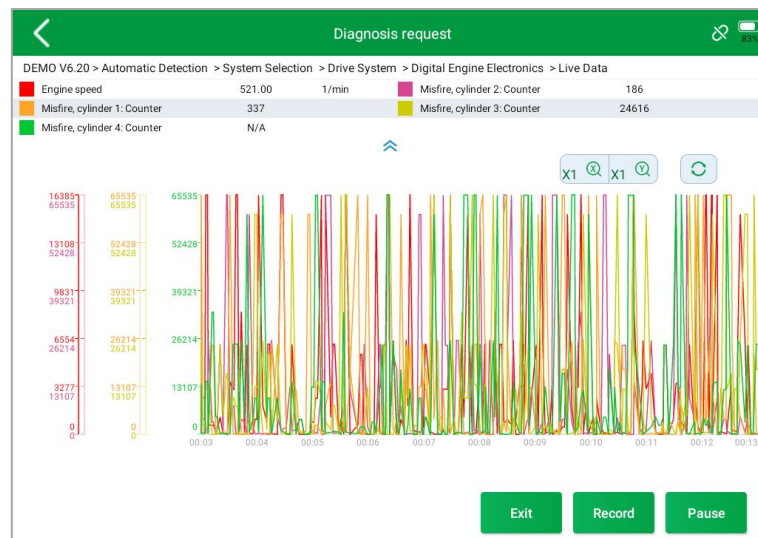 Diagnosis request
83%
DEMO V6.20 > Automatic Detection > System Selection > Drive System > Digital Engine Electronics > Live Data
Engine speed 521.00 1/min Misfire, cylinder 2: Counter 186
Misfire, cylinder 1: Counter 337 Misfire, cylinder 3: Counter 24616
Misfire, cylinder 4: Counter N/A
X1 X X1 Y
16385 65535 65535
65535 65535
13108 52428 52428
52428 52428
9831 39321 39321
39321 39321
6554 26214 26214
26214 26214
3277 13107 13107
13107 13107
0 0 0
0 0
00:03 00:04 00:05 00:06 00:07 00:08 00:09 00:10 00:11 00:12 00:13
Exit Record Pause